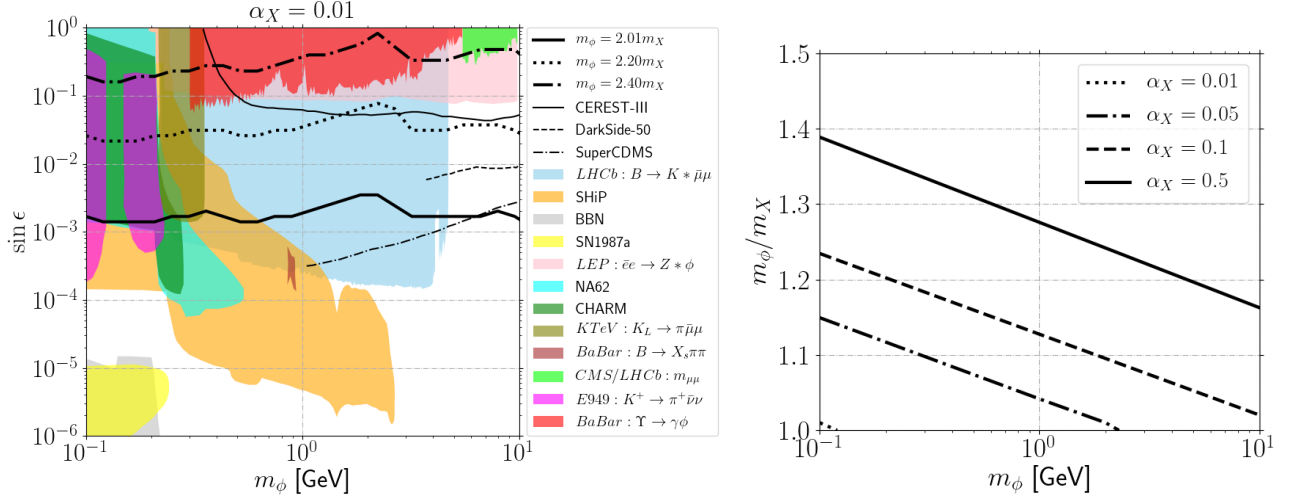 α_X = 0.01
sin ϵ
10^0
10^-1
10^-2
10^-3
10^-4
10^-5
10^-6
10^-1
10^0
10^1
m_ϕ [GeV]
m_ϕ = 2.01m_X
m_ϕ = 2.20m_X
m_ϕ = 2.40m_X
CEREST-III
DarkSide-50
SuperCDMS
LHCb : B → K * μ̄μ
SHiP
BBN
SN1987a
LEP : ēe → Z * ϕ
NA62
CHARM
KTeV : K_L → πμ̄μ
BaBar : B → X_sππ
CMS/LHCb : m_μμ
E949 : K^+ → π^+ν̄ν
BaBar : Υ → γϕ
m_ϕ/m_X
1.5
1.4
1.3
1.2
1.1
1.0
10^-1
10^0
10^1
m_ϕ [GeV]
α_X = 0.01
α_X = 0.05
α_X = 0.1
α_X = 0.5